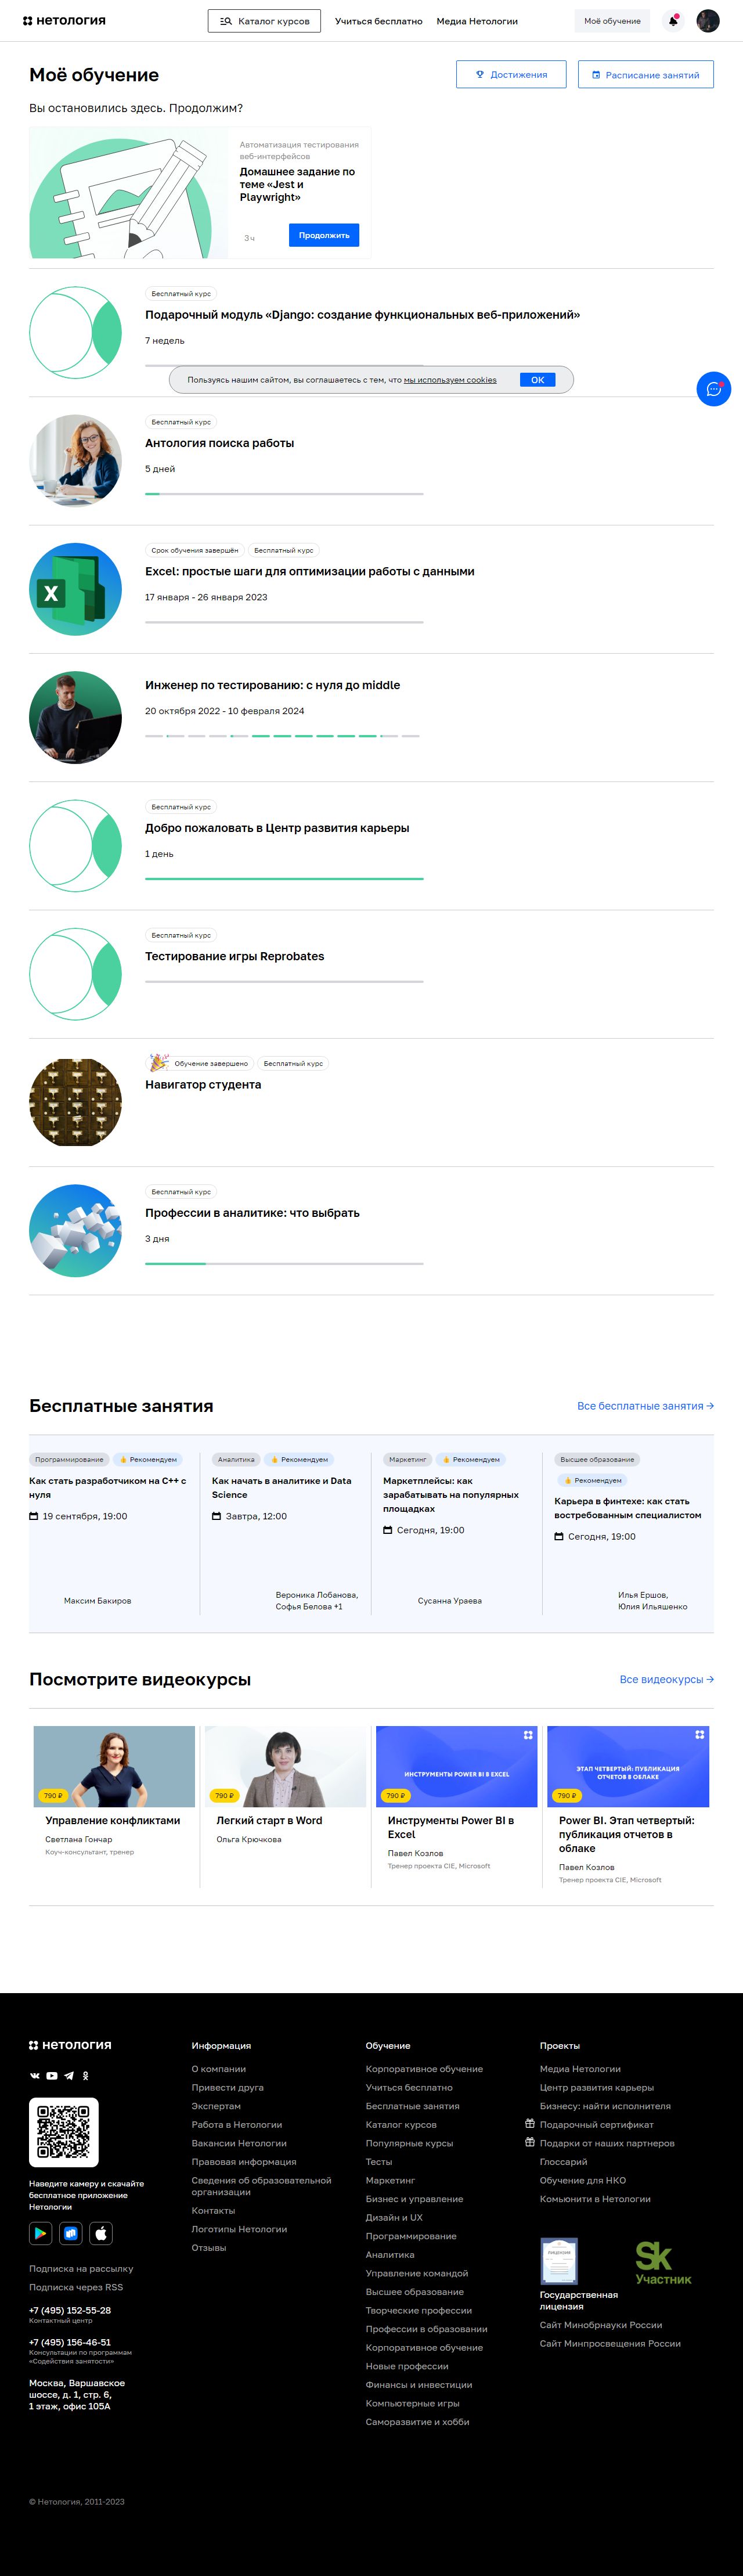 нетология
Каталог курсов
Учиться бесплатно
Медиа Нетологии
Моё обучение
Моё обучение
Достижения
Расписание занятий
Вы остановились здесь. Продолжим?
Автоматизация тестирования
веб-интерфейсов
Домашнее задание по
теме «Jest и
Playwright»
3 ч
Продолжить
Бесплатный курс
Подарочный модуль «Django: создание функциональных веб-приложений»
7 недель
Пользуясь нашим сайтом, вы соглашаетесь с тем, что мы используем cookies
ОК
Бесплатный курс
Антология поиска работы
5 дней
Срок обучения завершён
Бесплатный курс
Excel: простые шаги для оптимизации работы с данными
17 января - 26 января 2023
Инженер по тестированию: с нуля до middle
20 октября 2022 - 10 февраля 2024
Бесплатный курс
Добро пожаловать в Центр развития карьеры
1 день
Бесплатный курс
Тестирование игры Reprobates
Обучение завершено
Бесплатный курс
Навигатор студента
Бесплатный курс
Профессии в аналитике: что выбрать
3 дня
Бесплатные занятия
Все бесплатные занятия →
Программирование
👍 Рекомендуем
Как стать разработчиком на C++ с
нуля
19 сентября, 19:00
Максим Бакиров
Аналитика
👍 Рекомендуем
Как начать в аналитике и Data
Science
Завтра, 12:00
Вероника Лобанова,
Софья Белова +1
Маркетинг
👍 Рекомендуем
Маркетплейсы: как
зарабатывать на популярных
площадках
Сегодня, 19:00
Сусанна Ураева
Высшее образование
👍 Рекомендуем
Карьера в финтехе: как стать
востребованным специалистом
Сегодня, 19:00
Илья Ершов,
Юлия Ильяшенко
Посмотрите видеокурсы
Все видеокурсы →
790 ₽
Управление конфликтами
Светлана Гончар
Коуч-консультант, тренер
790 ₽
Легкий старт в Word
Ольга Крючкова
ИНСТРУМЕНТЫ POWER BI В EXCEL
790 ₽
Инструменты Power BI в
Excel
Павел Козлов
Тренер проекта CIE, Microsoft
ЭТАП ЧЕТВЕРТЫЙ: ПУБЛИКАЦИЯ
ОТЧЕТОВ В ОБЛАКЕ
790 ₽
Power BI. Этап четвертый:
публикация отчетов в
облаке
Павел Козлов
Тренер проекта CIE, Microsoft
нетология
Наведите камеру и скачайте
бесплатное приложение
Нетологии
Подписка на рассылку
Подписка через RSS
+7 (495) 152-55-28
Контактный центр
+7 (495) 156-46-51
Консультации по программам
«Содействия занятости»
Москва, Варшавское
шоссе, д. 1, стр. 6,
1 этаж, офис 105А
Информация
О компании
Привести друга
Экспертам
Работа в Нетологии
Вакансии Нетологии
Правовая информация
Сведения об образовательной
организации
Контакты
Логотипы Нетологии
Отзывы
Обучение
Корпоративное обучение
Учиться бесплатно
Бесплатные занятия
Каталог курсов
Популярные курсы
Тесты
Маркетинг
Бизнес и управление
Дизайн и UX
Программирование
Аналитика
Управление командой
Высшее образование
Творческие профессии
Профессии в образовании
Корпоративное обучение
Новые профессии
Финансы и инвестиции
Компьютерные игры
Саморазвитие и хобби
Проекты
Медиа Нетологии
Центр развития карьеры
Бизнесу: найти исполнителя
Подарочный сертификат
Подарки от наших партнеров
Глоссарий
Обучение для НКО
Комьюнити в Нетологии
ЛИЦЕНЗИЯ
Государственная
лицензия
Sk
Участник
Сайт Минобрнауки России
Сайт Минпросвещения России
© Нетология, 2011-2023